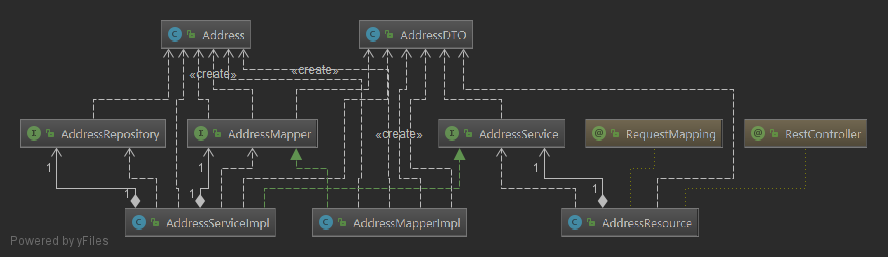 C Address
C AddressDTO
«create»
«create»
I AddressRepository
I AddressMapper
«create»
I AddressService
@ RequestMapping
@ RestController
1
1
1
1
1
1
C AddressServiceImpl
C AddressMapperImpl
C AddressResource
Powered by yFiles